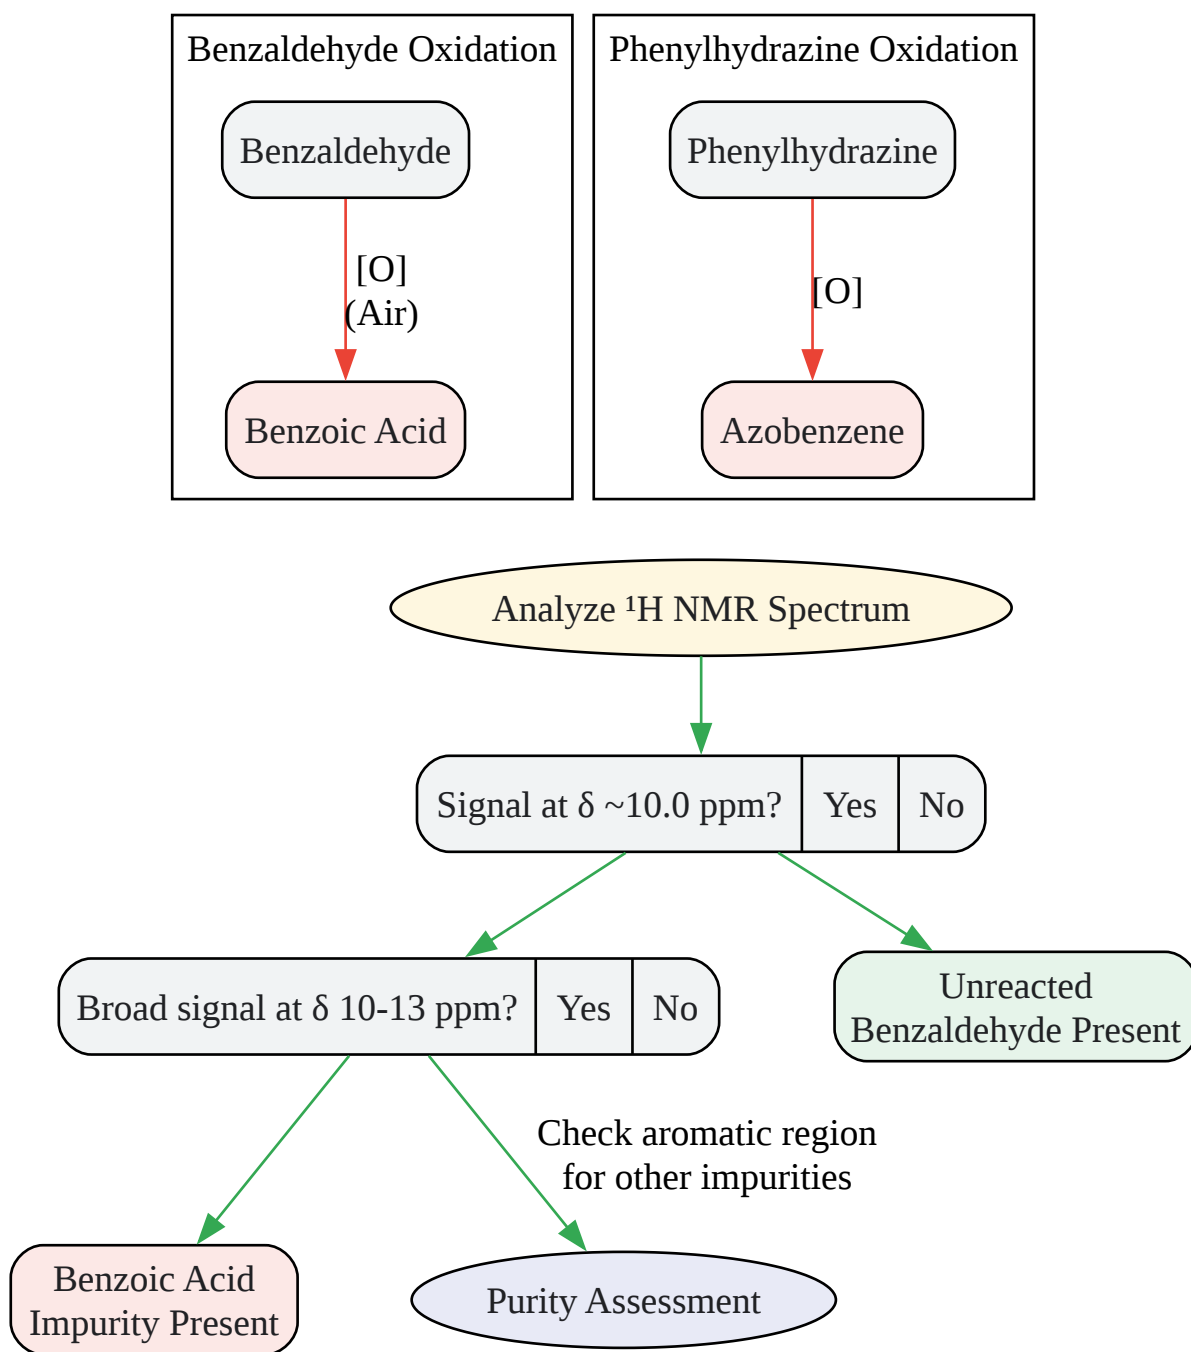 Benzaldehyde Oxidation
Benzaldehyde
[O]
(Air)
Benzoic Acid
Phenylhydrazine Oxidation
Phenylhydrazine
[O]
Azobenzene
Analyze ¹H NMR Spectrum
Signal at δ ~10.0 ppm? Yes No
Broad signal at δ 10-13 ppm? Yes No
Unreacted
Benzaldehyde Present
Check aromatic region
for other impurities
Benzoic Acid
Impurity Present
Purity Assessment